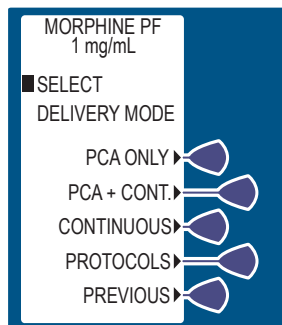 MORPHINE PF
1 mg/mL
SELECT
DELIVERY MODE
PCA ONLY
PCA + CONT.
CONTINUOUS
PROTOCOLS
PREVIOUS